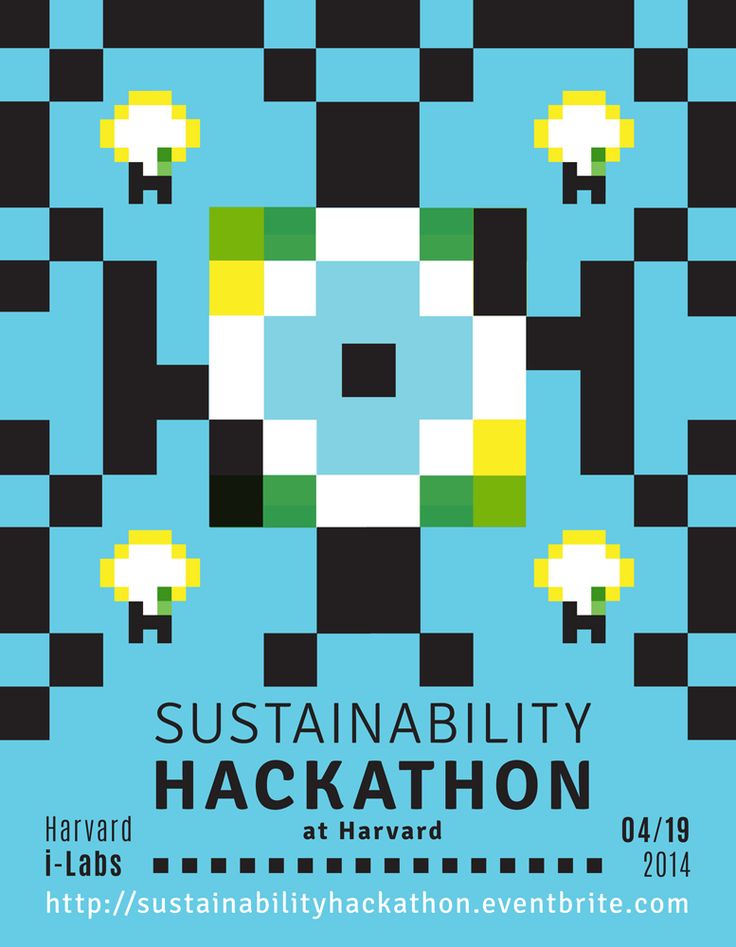 SUSTAINABILITY
HACKATHON
at Harvard
Harvard
i-Labs
04/19
2014
http://sustainabilityhackathon.eventbrite.com